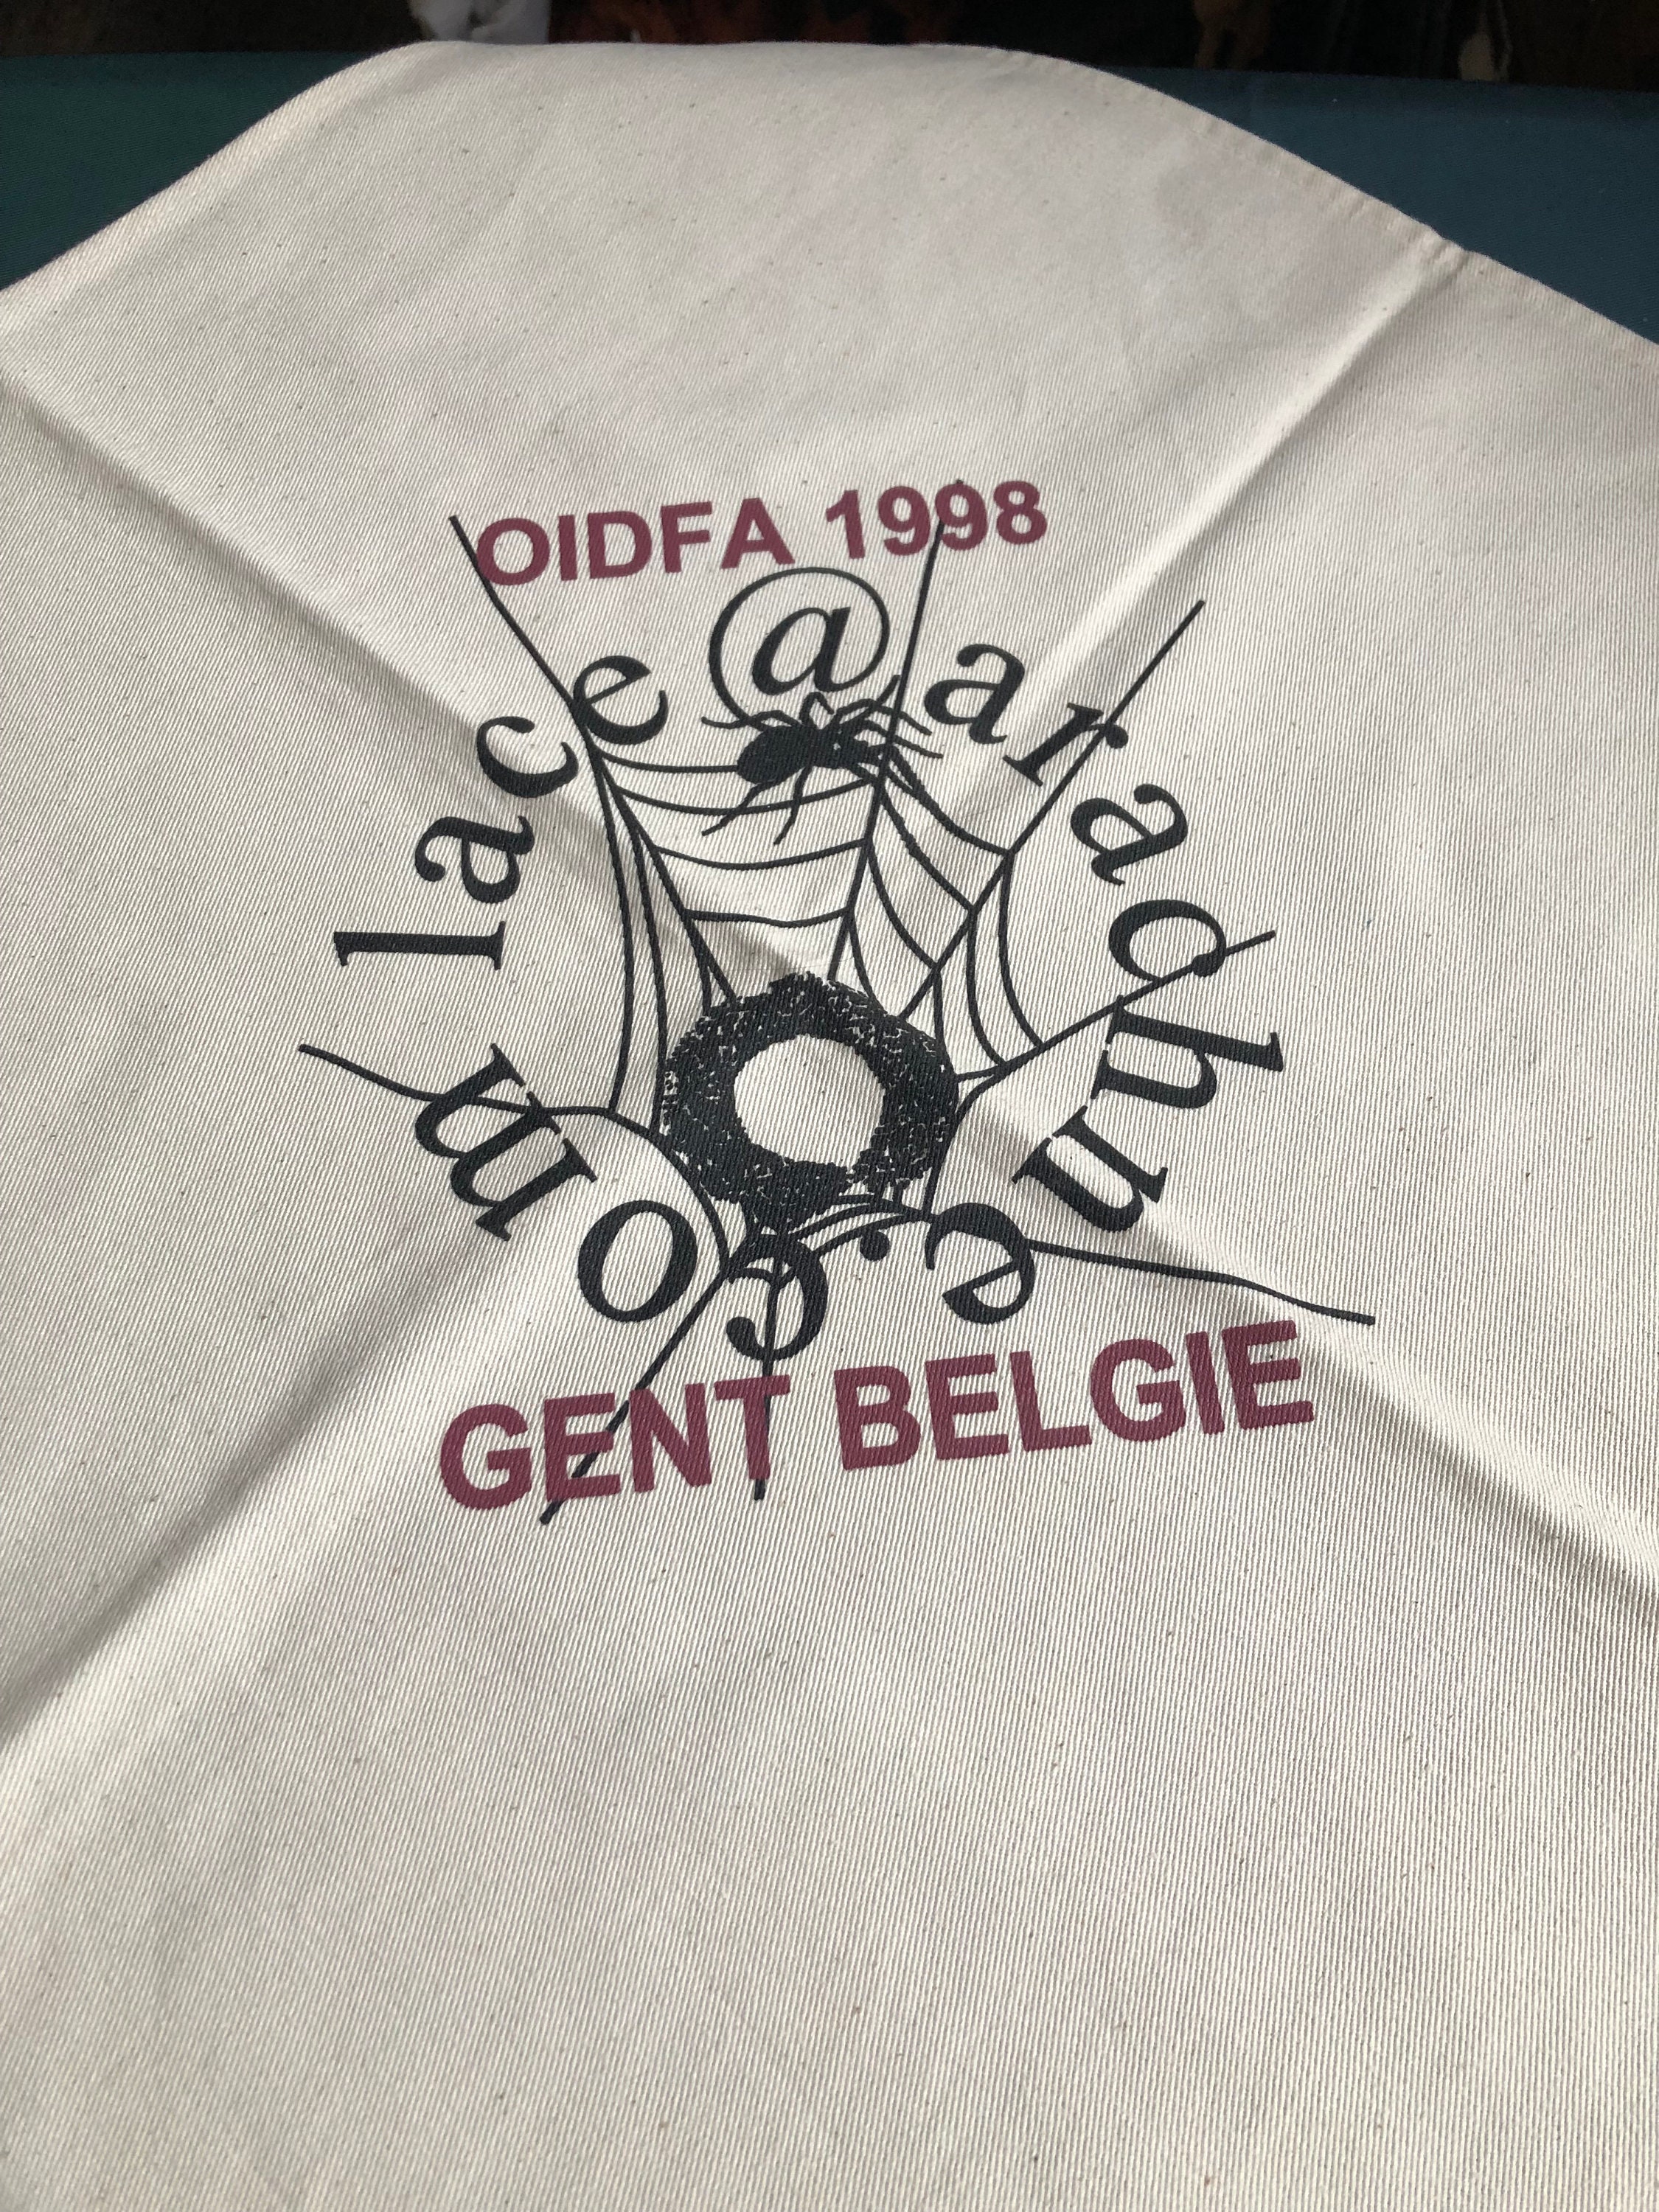 OIDFA 1998
lace@arachne.com
GENT BELGIE